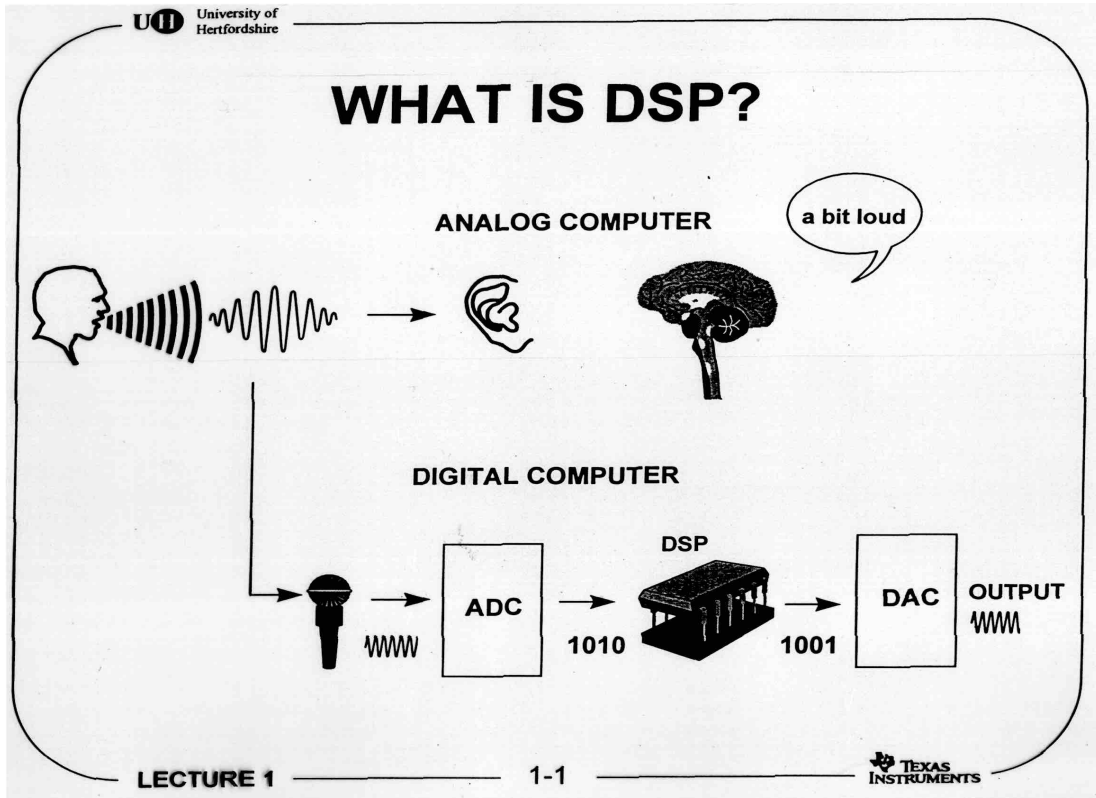 UH University of
Hertfordshire
WHAT IS DSP?
ANALOG COMPUTER
a bit loud
DIGITAL COMPUTER
DSP
ADC
DAC
OUTPUT
1010
1001
LECTURE 1
1-1
TEXAS
INSTRUMENTS